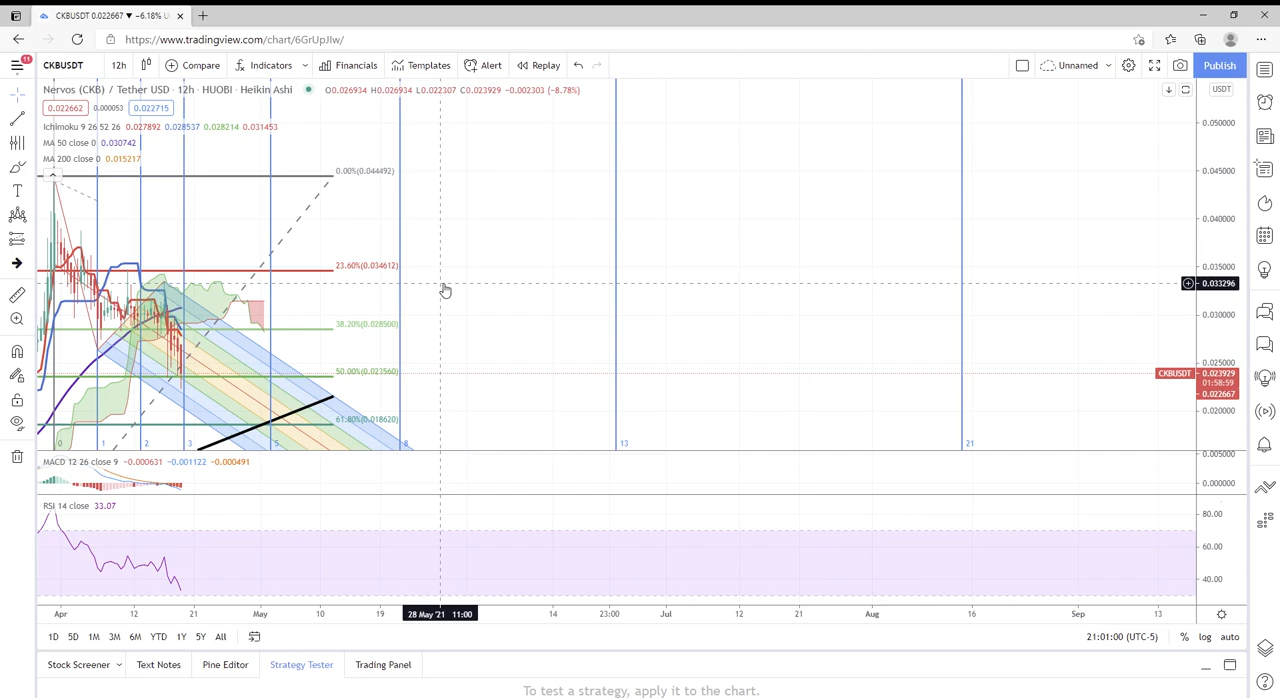 CKBUSDT 0.022667 ▼ −6.18% U
https://www.tradingview.com/chart/6GrUpJIw/
11
CKBUSDT 12h Compare Indicators Financials Templates Alert Replay Unnamed Publish
Nervos (CKB) / Tether USD · 12h · HUOBI · Heikin Ashi O0.026934 H0.026934 L0.022307 C0.023929 −0.002303 (−8.78%)
USDT
0.022662 0.000053 0.022715
Ichimoku 9 26 52 26 0.027892 0.028537 0.028214 0.031453
MA 50 close 0 0.030742
MA 200 close 0 0.015217
0.050000
0.00%(0.044492)
0.045000
0.040000
23.60%(0.034612)
0.035000
0.033296
0.030000
38.20%(0.028500)
0.025000
50.00%(0.023560)
CKBUSDT 0.023929
01:58:59
0.022667
0.020000
61.80%(0.018620)
0 1 2 3 5 8 13 21
0.005000
MACD 12 26 close 9 −0.000631 −0.001122 −0.000491
0.000000
RSI 14 close 33.07
80.00
60.00
40.00
Apr 12 21 May 10 19 28 May '21 11:00 14 23:00 Jul 12 21 Aug 16 Sep 13
1D 5D 1M 3M 6M YTD 1Y 5Y All 21:01:00 (UTC-5) % log auto
Stock Screener Text Notes Pine Editor Strategy Tester Trading Panel
To test a strategy, apply it to the chart.